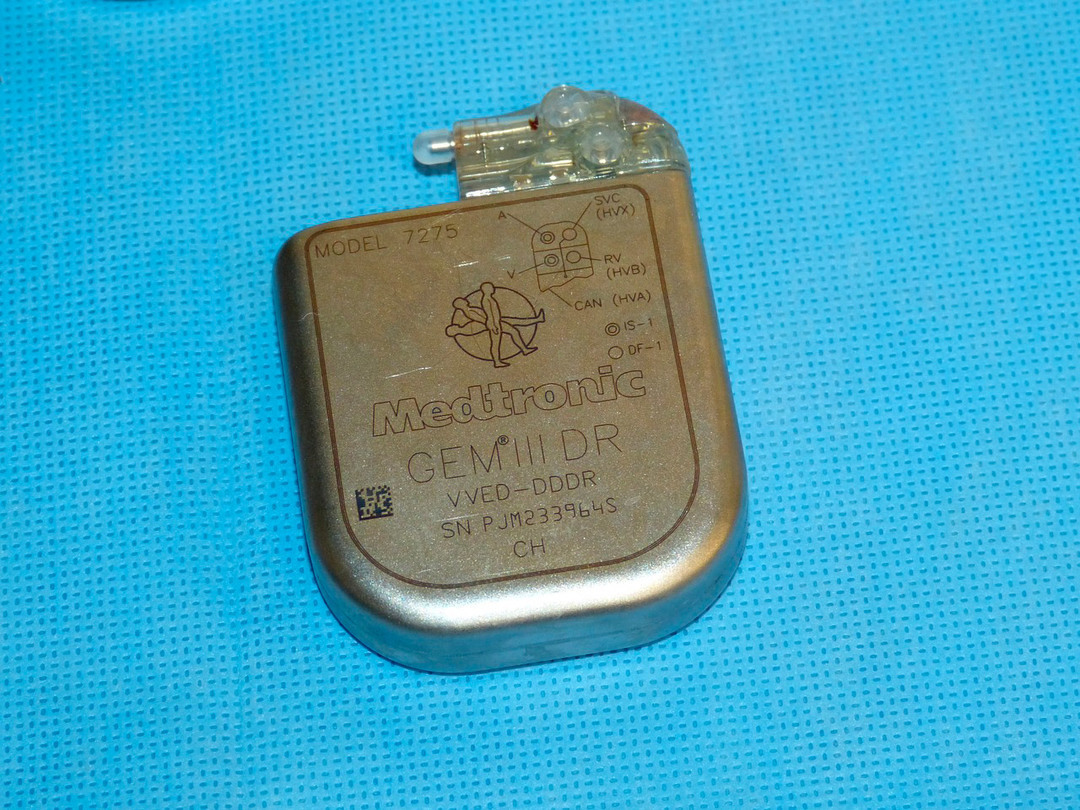 MODEL 7275
A
SVC
(HVX)
V
RV
(HVB)
CAN (HVA)
IS-1
DF-1
Medtronic
GEM® III DR
VVED-DDDR
SN PJM233964S
CH